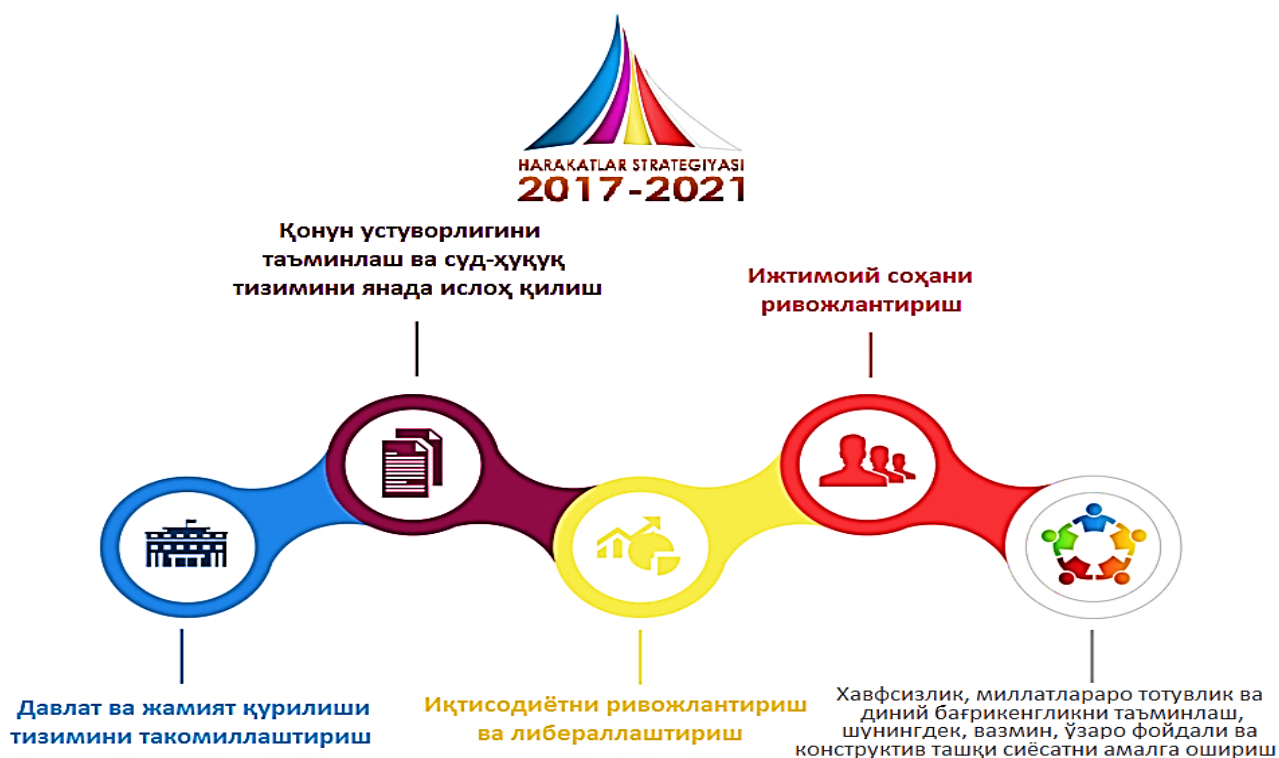 HARAKATLAR STRATEGIYASI
2017-2021
Қонун устуворлигини
таъминлаш ва суд-ҳуқуқ
тизимини янада ислоҳ қилиш
Ижтимоий соҳани
ривожлантириш
Давлат ва жамият қурилиши
тизимини такомиллаштириш
Иқтисодиётни ривожлантириш
ва либераллаштириш
Хавфсизлик, миллатлараро тотувлик ва
диний бағрикенгликни таъминлаш,
шунингдек, вазмин, ўзаро фойдали ва
конструктив ташқи сиёсатни амалга ошириш